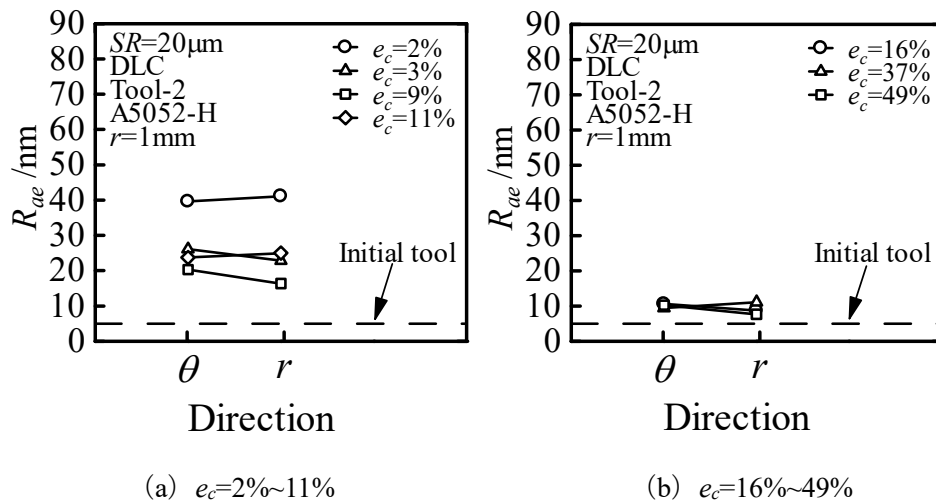 90
80
70
60
50
40
30
20
10
0
R_ae /nm
SR=20μm
DLC
Tool-2
A5052-H
r=1mm
e_c=2%
e_c=3%
e_c=9%
e_c=11%
Initial tool
θ r
Direction
(a) e_c=2%~11%
90
80
70
60
50
40
30
20
10
0
R_ae /nm
SR=20μm
DLC
Tool-2
A5052-H
r=1mm
e_c=16%
e_c=37%
e_c=49%
Initial tool
θ r
Direction
(b) e_c=16%~49%